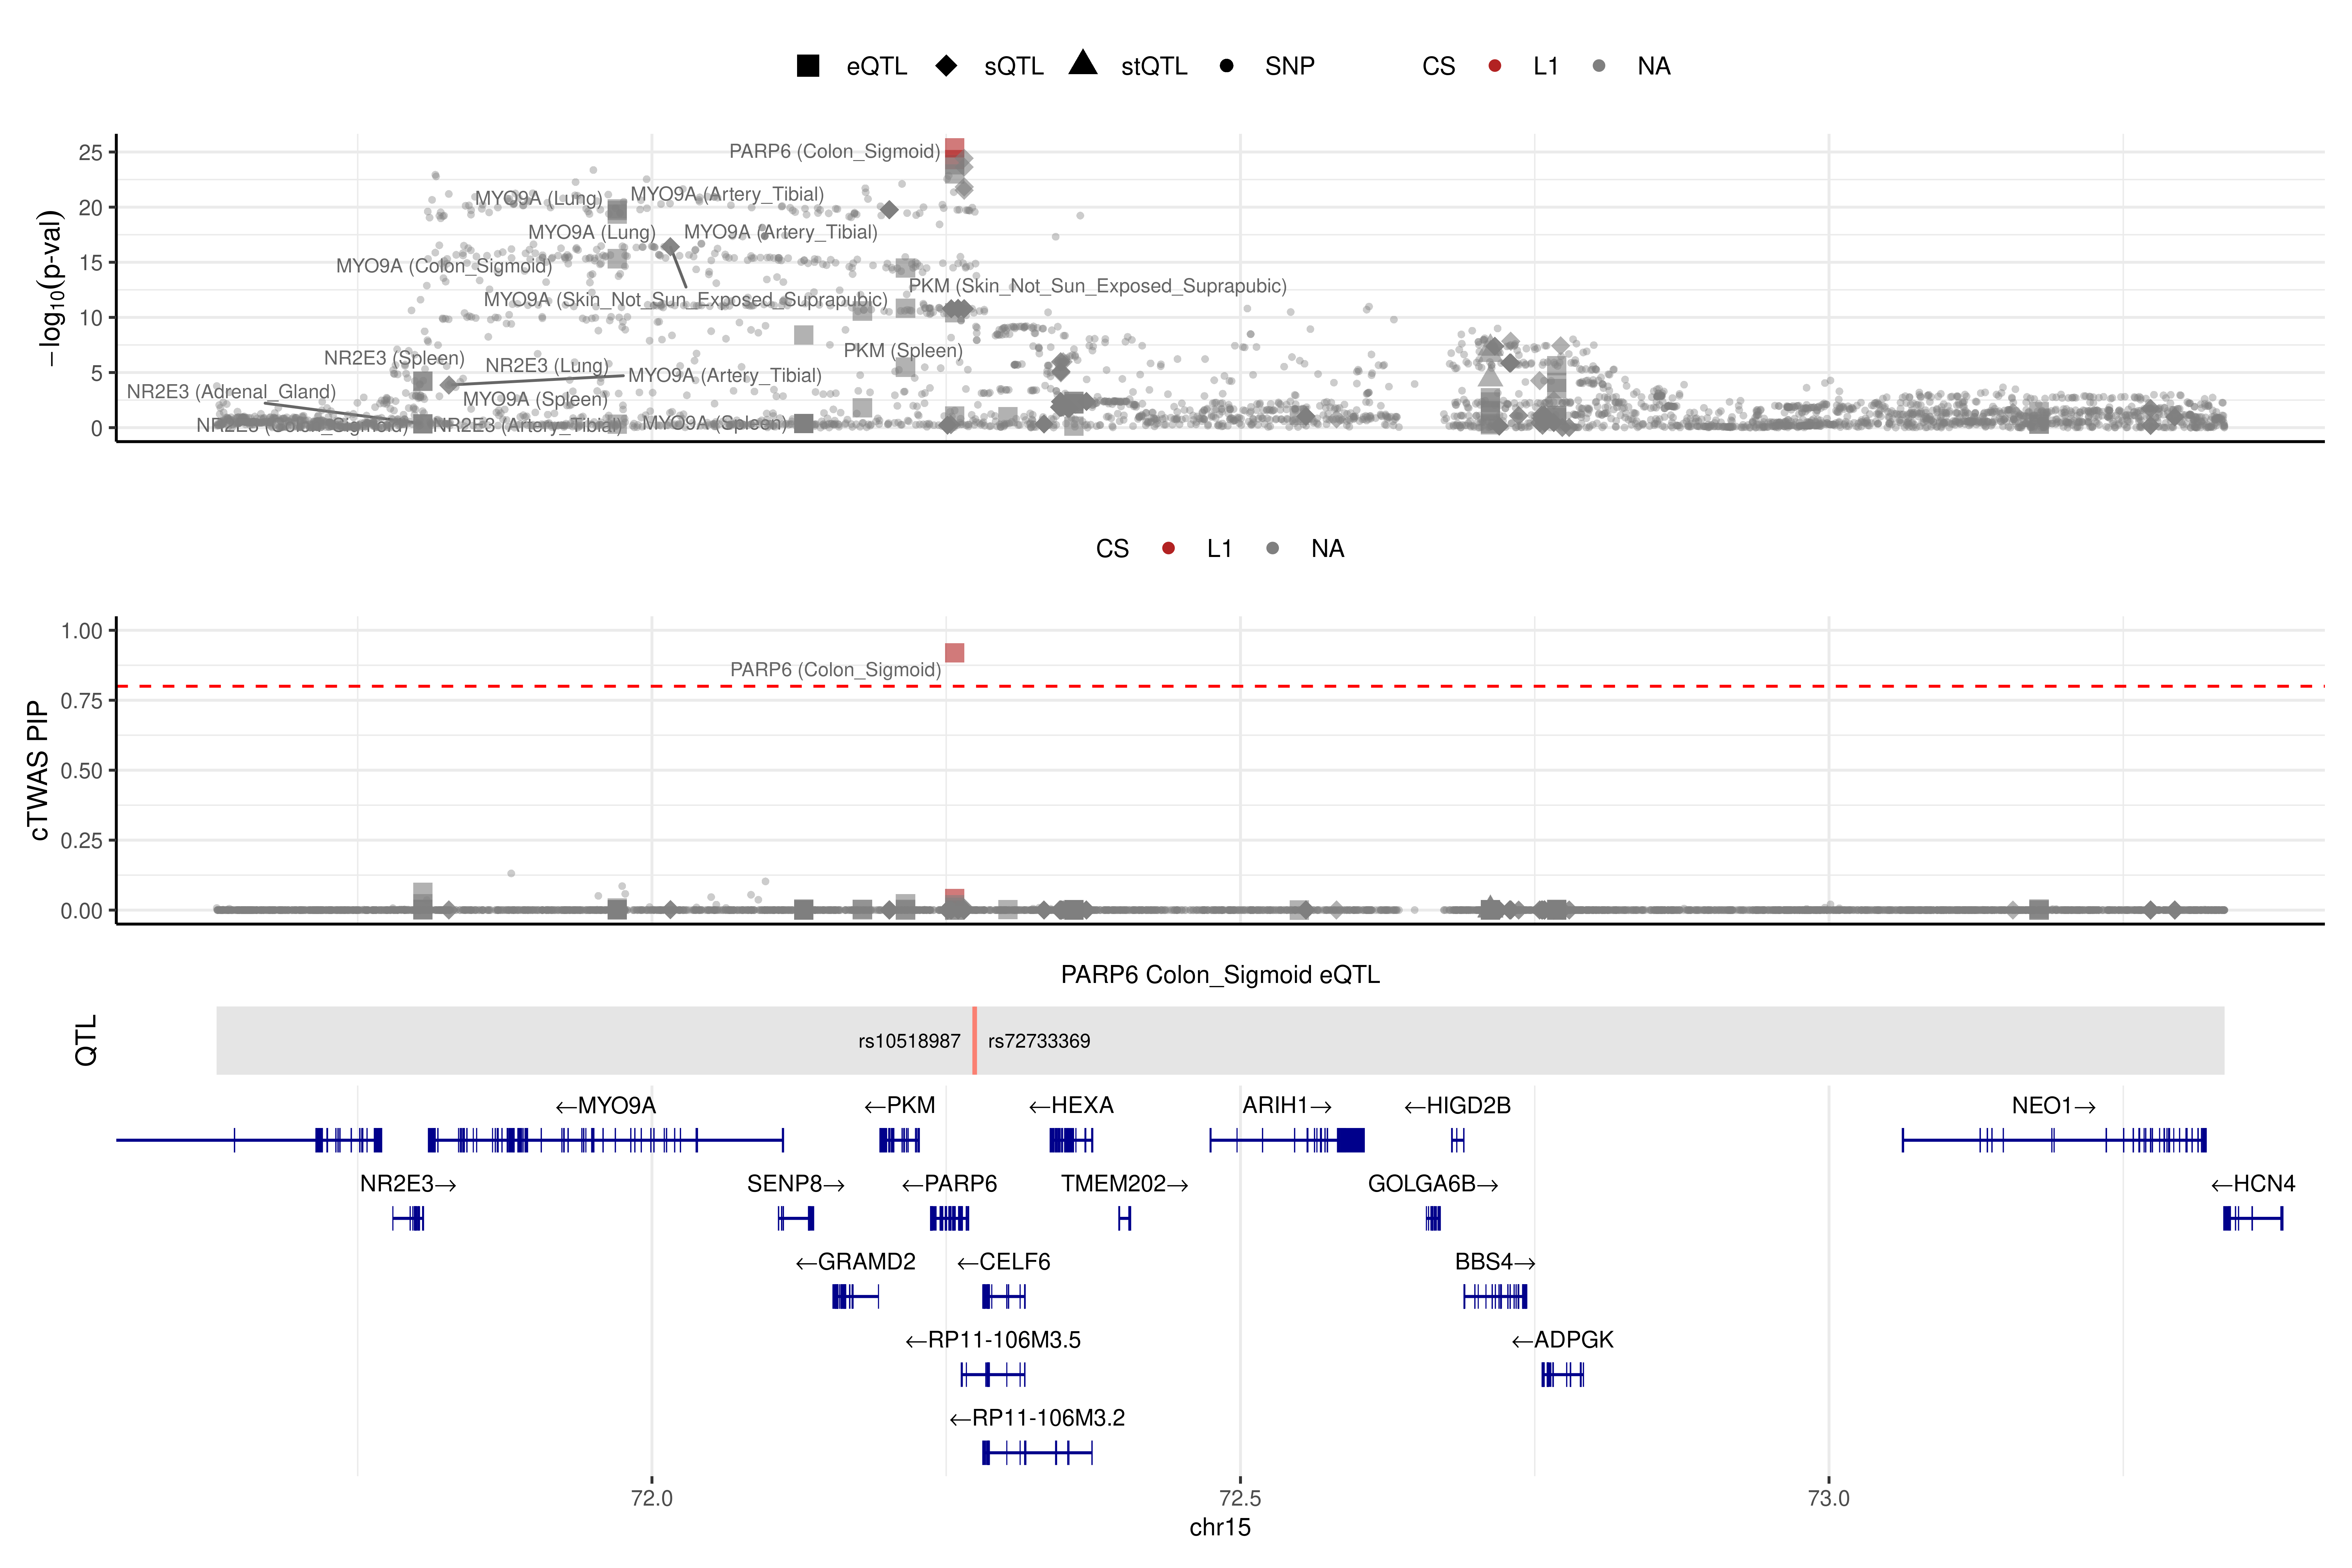 eQTL sQTL stQTL SNP CS L1 NA
−log10(p-val)
25
20
15
10
5
0
PARP6 (Colon_Sigmoid)
MYO9A (Lung)
MYO9A (Artery_Tibial)
MYO9A (Lung)
MYO9A (Artery_Tibial)
MYO9A (Colon_Sigmoid)
PKM (Skin_Not_Sun_Exposed_Suprapubic)
MYO9A (Skin_Not_Sun_Exposed_Suprapubic)
PKM (Spleen)
NR2E3 (Spleen)
NR2E3 (Lung)
MYO9A (Artery_Tibial)
NR2E3 (Adrenal_Gland)
MYO9A (Spleen)
NR2E3 (Colon_Sigmoid)
NR2E3 (Artery_Tibial)
MYO9A (Spleen)
CS L1 NA
cTWAS PIP
1.00
0.75
0.50
0.25
0.00
PARP6 (Colon_Sigmoid)
PARP6 Colon_Sigmoid eQTL
QTL
rs10518987 rs72733369
←MYO9A ←PKM ←HEXA ARIH1→ ←HIGD2B NEO1→
NR2E3→ SENP8→ ←PARP6 TMEM202→ GOLGA6B→ ←HCN4
←GRAMD2 ←CELF6 BBS4→
←RP11-106M3.5 ←ADPGK
←RP11-106M3.2
72.0 72.5 73.0
chr15